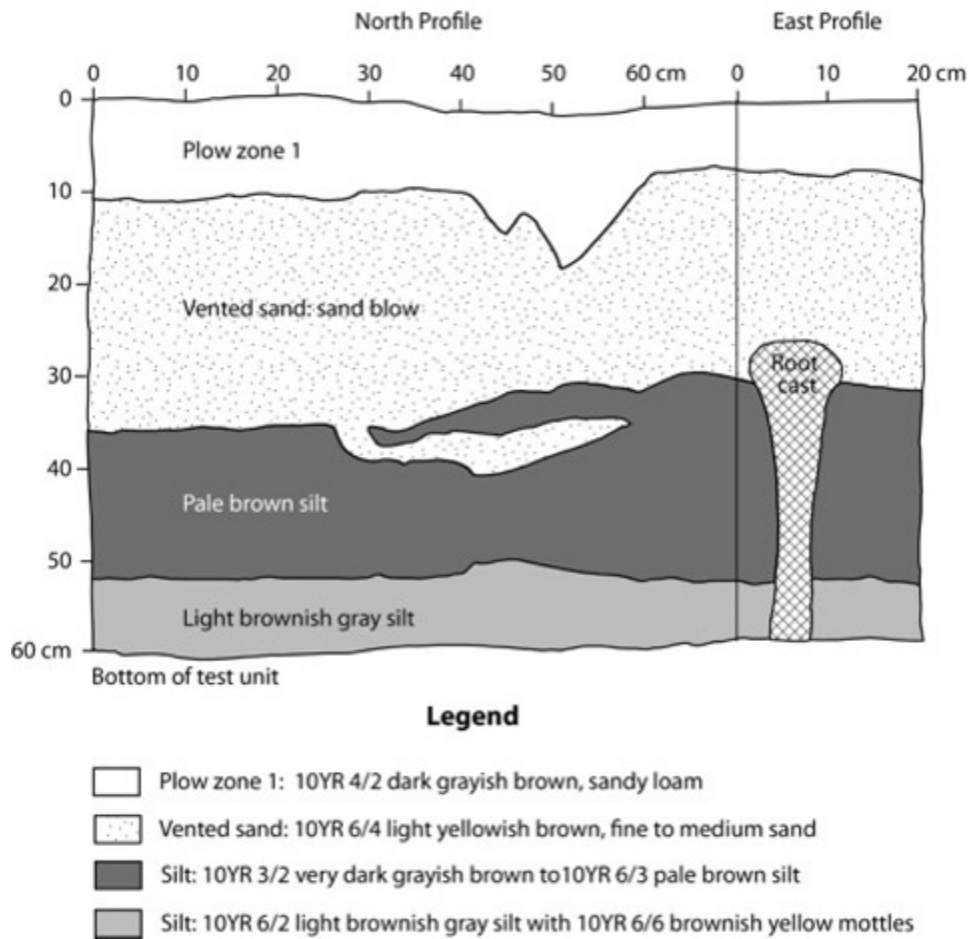 North Profile East Profile
0 10 20 30 40 50 60 cm 0 10 20 cm
0
Plow zone 1
10
20
Vented sand: sand blow
30
Root
cast
40
Pale brown silt
50
Light brownish gray silt
60 cm
Bottom of test unit
Legend
Plow zone 1: 10YR 4/2 dark grayish brown, sandy loam
Vented sand: 10YR 6/4 light yellowish brown, fine to medium sand
Silt: 10YR 3/2 very dark grayish brown to10YR 6/3 pale brown silt
Silt: 10YR 6/2 light brownish gray silt with 10YR 6/6 brownish yellow mottles